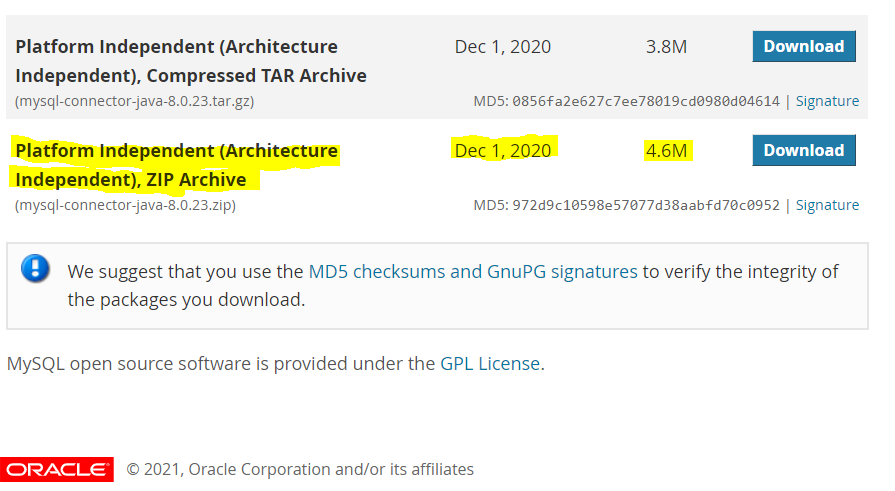 Platform Independent (Architecture Dec 1, 2020 3.8M Download
Independent), Compressed TAR Archive
(mysql-connector-java-8.0.23.tar.gz) MD5: 0856fa2e627c7ee78019cd0980d04614 | Signature
Platform Independent (Architecture Dec 1, 2020 4.6M Download
Independent), ZIP Archive
(mysql-connector-java-8.0.23.zip) MD5: 972d9c10598e57077d38aabfd70c0952 | Signature
We suggest that you use the MD5 checksums and GnuPG signatures to verify the integrity of
the packages you download.
MySQL open source software is provided under the GPL License.
ORACLE® © 2021, Oracle Corporation and/or its affiliates